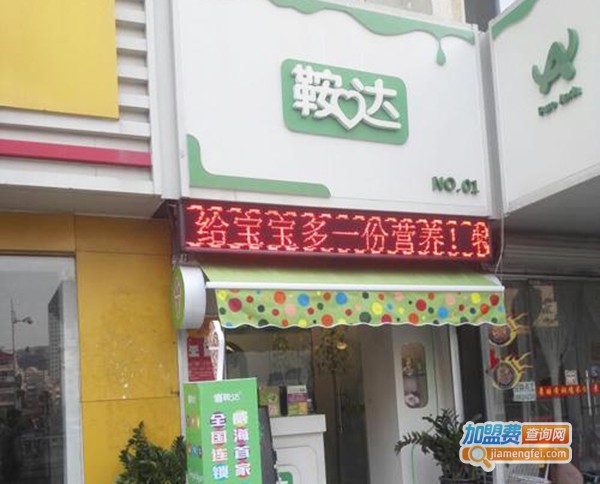 鞍达
NO.01
给宝宝多一份营养！
鞍达
威海首家
全国连锁
加盟费查询网
jiamengfei.com